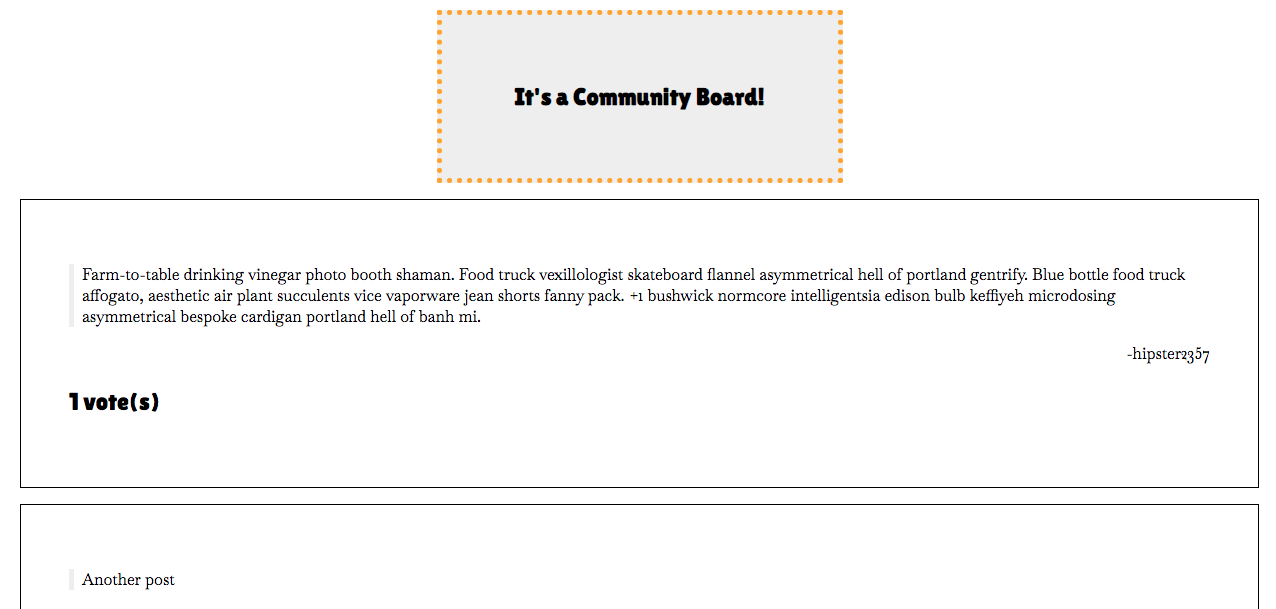 It's a Community Board!
Farm-to-table drinking vinegar photo booth shaman. Food truck vexillologist skateboard flannel asymmetrical hell of portland gentrify. Blue bottle food truck
affogato, aesthetic air plant succulents vice vaporware jean shorts fanny pack. +1 bushwick normcore intelligentsia edison bulb keffiyeh microdosing
asymmetrical bespoke cardigan portland hell of banh mi.
-hipster2357
1 vote(s)
Another post